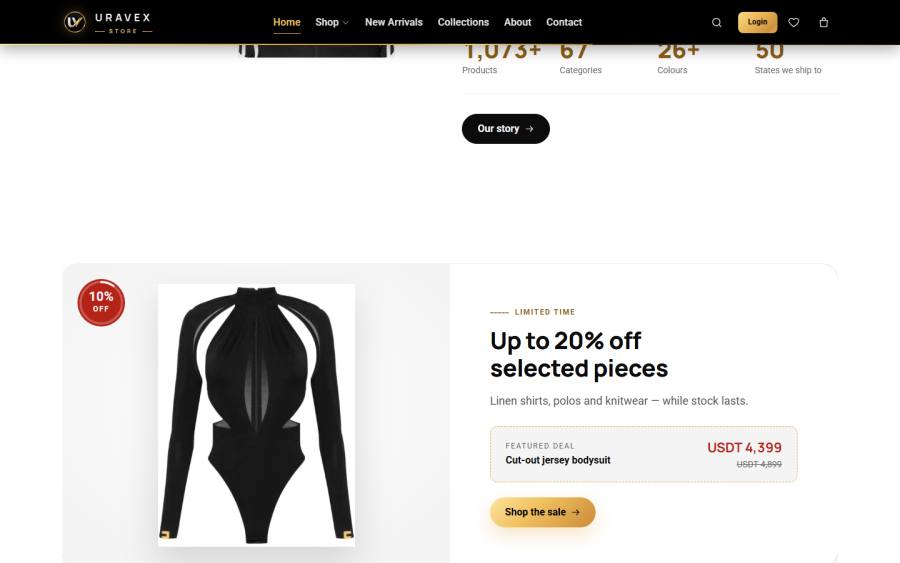 URAVEX
STORE
Home
Shop
New Arrivals
Collections
About
Contact
Login
1,073+
67
26+
50
Products
Categories
Colours
States we ship to
Our story →
10%
OFF
LIMITED TIME
Up to 20% off
selected pieces
Linen shirts, polos and knitwear — while stock lasts.
FEATURED DEAL
Cut-out jersey bodysuit
USDT 4,399
USDT 4,899
Shop the sale →